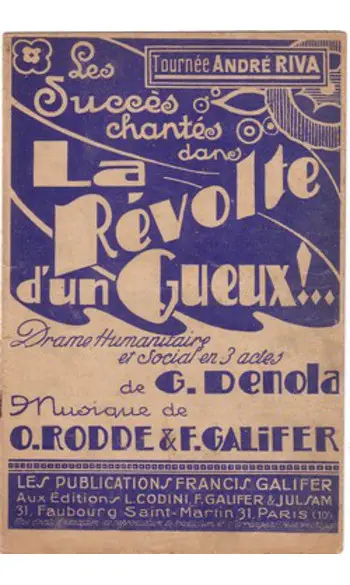 Tournée ANDRÉ RIVA
Les
Succès
chantés
dans
La
Révolte
d'un Gueux!..
Drame Humanitaire
et Social en 3 actes
de G. Denola
Musique de
O. RODDE & F. GALIFER
LES PUBLICATIONS FRANCIS GALIFER
Aux Éditions L. CODINI, F. GALIFER & JULSAM
31, Faubourg Saint-Martin 31, PARIS (10e)